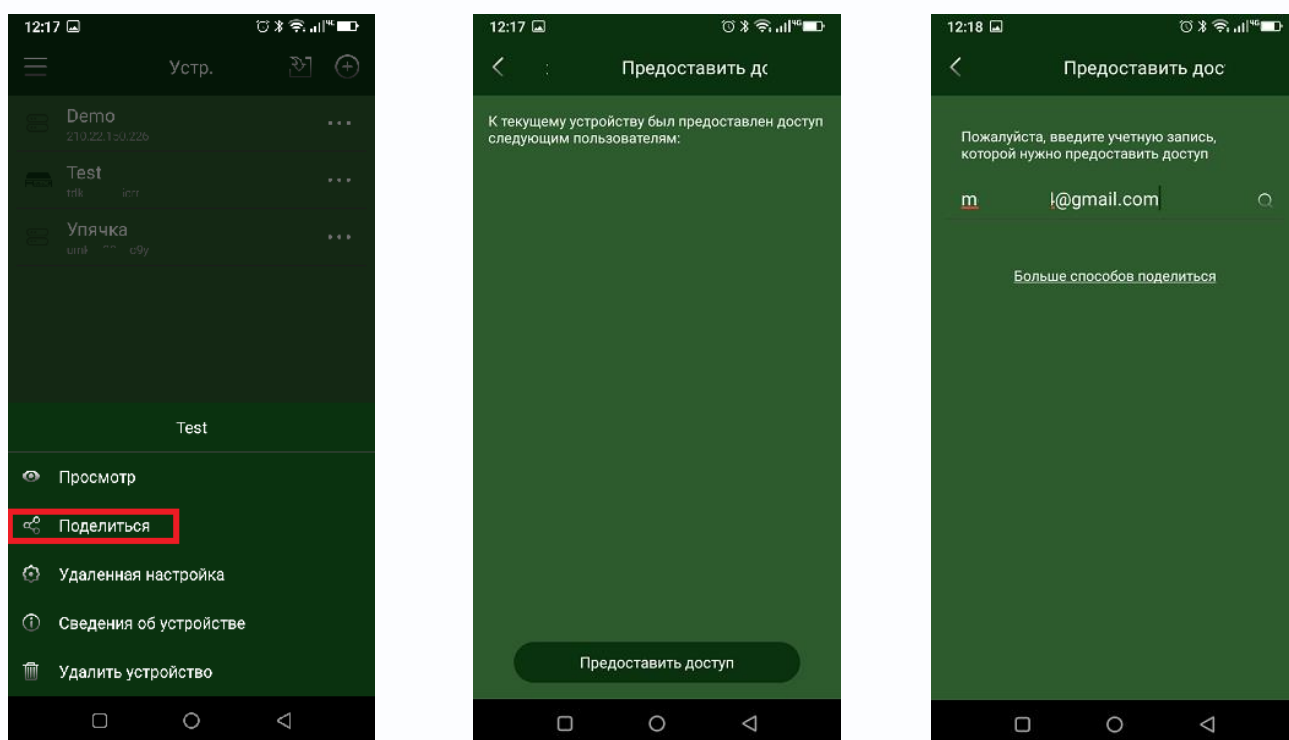 12:17
Устр.
Demo
210.22.150.226
Test
Упячка
Test
Просмотр
Поделиться
Удаленная настройка
Сведения об устройстве
Удалить устройство
12:17
Предоставить дс
К текущему устройству был предоставлен доступ
следующим пользователям:
Предоставить доступ
12:18
Предоставить дос
Пожалуйста, введите учетную запись,
которой нужно предоставить доступ
m @gmail.com
Больше способов поделиться